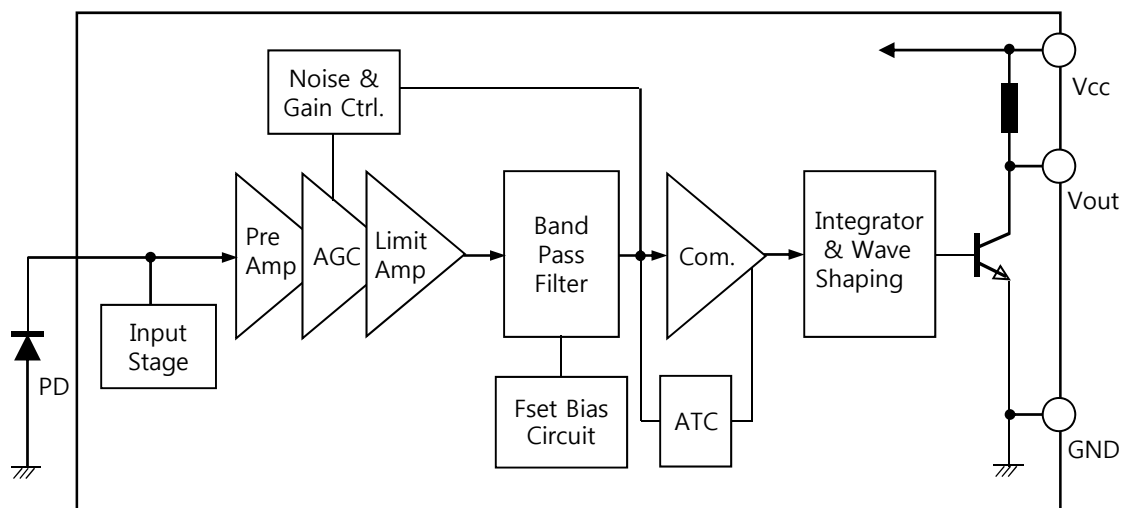 Noise &
Gain Ctrl.
Vcc
Vout
Pre
Amp
AGC
Limit
Amp
Band
Pass
Filter
Com.
Integrator
& Wave
Shaping
Input
Stage
PD
Fset Bias
Circuit
ATC
GND